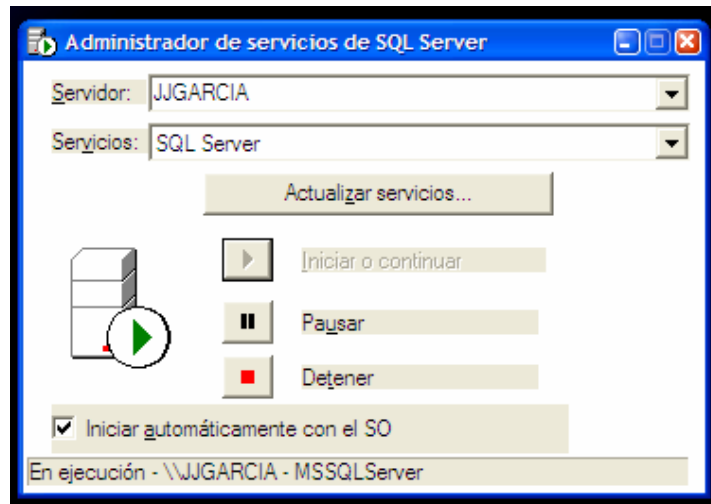 Administrador de servicios de SQL Server
Servidor: JJGARCIA
Servicios: SQL Server
Actualizar servicios...
Iniciar o continuar
Pausar
Detener
Iniciar automáticamente con el SO
En ejecución - \\JJGARCIA - MSSQLServer